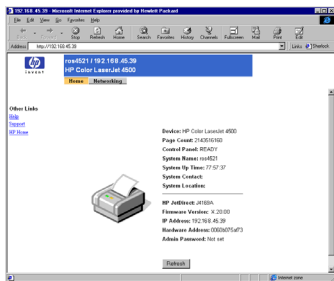 192.168.45.39 - Microsoft Internet Explorer provided by Hewlett Packard
File Edit View Go Favorites Help
Back Forward Stop Refresh Home Search Favorites History Channels Fullscreen Mail Print Edit
Address http://192.168.45.39 Links
hp
invent
ros4521 / 192.168.45.39
HP Color LaserJet 4500
Home Networking
Other Links
Help
Support
HP Home
Device: HP Color LaserJet 4500
Page Count: 2143516160
Control Panel: READY
System Name: ros4521
System Up Time: 77:57:37
System Contact:
System Location:
HP JetDirect: J4169A
Firmware Version: X.20.00
IP Address: 192.168.45.39
Hardware Address: 0060b075aff3
Admin Password: Not set
Refresh
Internet zone